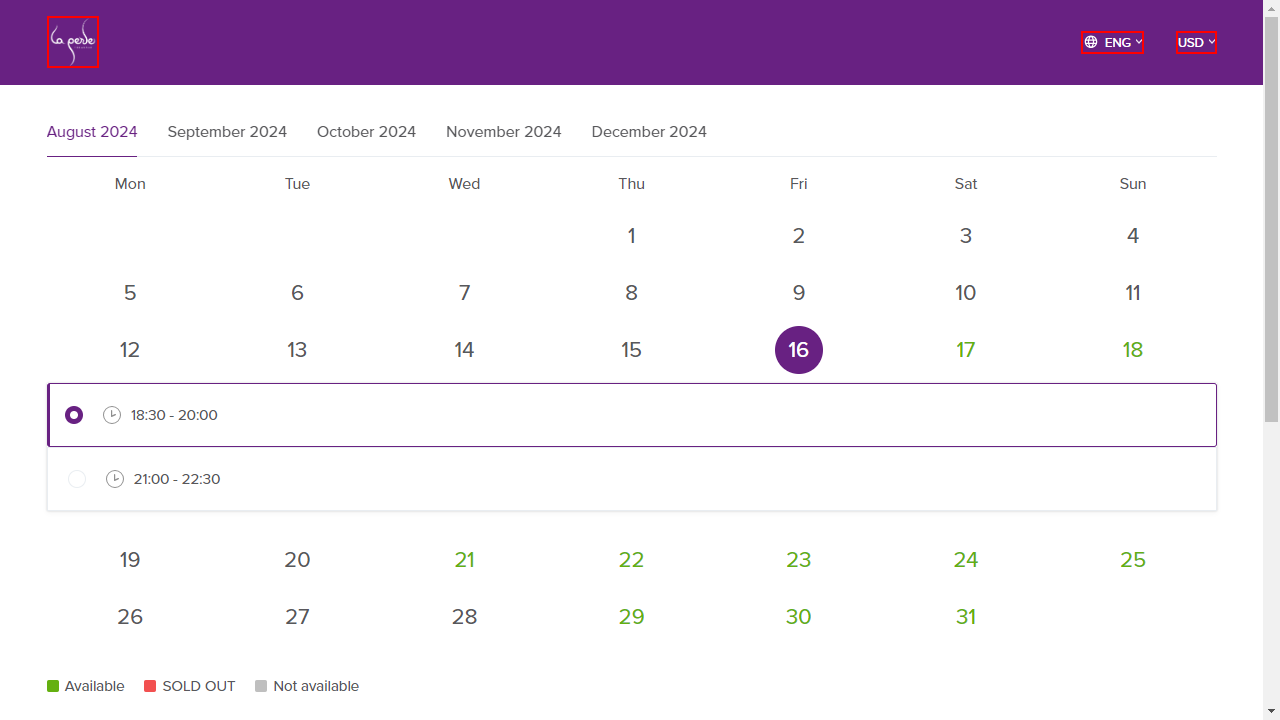 la perle
ENG USD
August 2024 September 2024 October 2024 November 2024 December 2024
Mon Tue Wed Thu Fri Sat Sun
1 2 3 4
5 6 7 8 9 10 11
12 13 14 15 16 17 18
18:30 - 20:00
21:00 - 22:30
19 20 21 22 23 24 25
26 27 28 29 30 31
Available SOLD OUT Not available